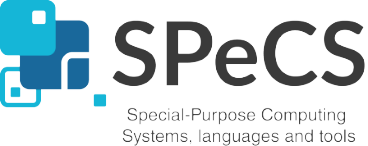 SPeCS
Special-Purpose Computing
Systems, languages and tools